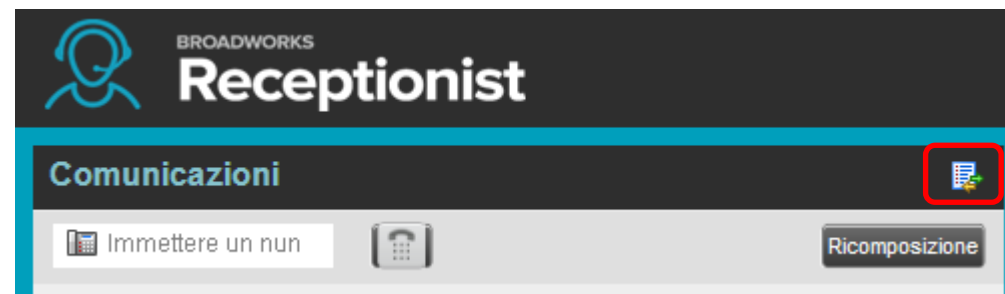 BROADWORKS
Receptionist
Comunicazioni
Immettere un nun
Ricomposizione